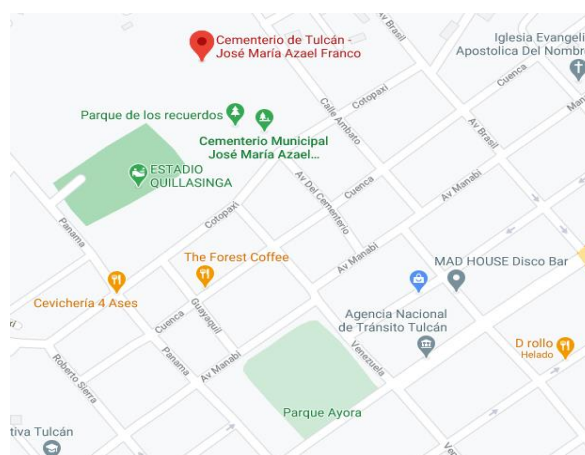 Cementerio de Tulcán -
José María Azael Franco
Iglesia Evangeli
Apostolica Del Nombr
Av Brasil
Cuenca
Man
Cotopaxi
Calle Ambato
Parque de los recuerdos
Cementerio Municipal
José María Azael...
Av Brasil
ESTADIO
QUILLASINGA
Cuenca
Av Manabi
Av Del Cementerio
Panama
Cotopaxi
The Forest Coffee
Av Manabi
MAD HOUSE Disco Bar
Cevichería 4 Ases
Guayaquil
Agencia Nacional
de Tránsito Tulcán
Cuenca
Venezuela
D rollo
Helado
Roberto Sierra
Panama
Av Manabi
Parque Ayora
tiva Tulcán
Venezu